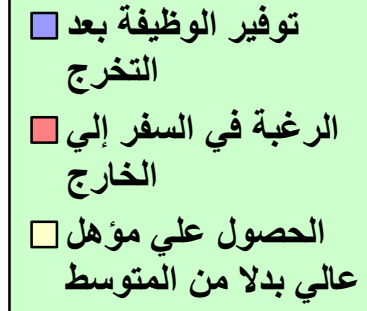 توفير الوظيفة بعد
التخرج
الرغبة في السفر إلي
الخارج
الحصول علي مؤهل
عالي بدلا من المتوسط